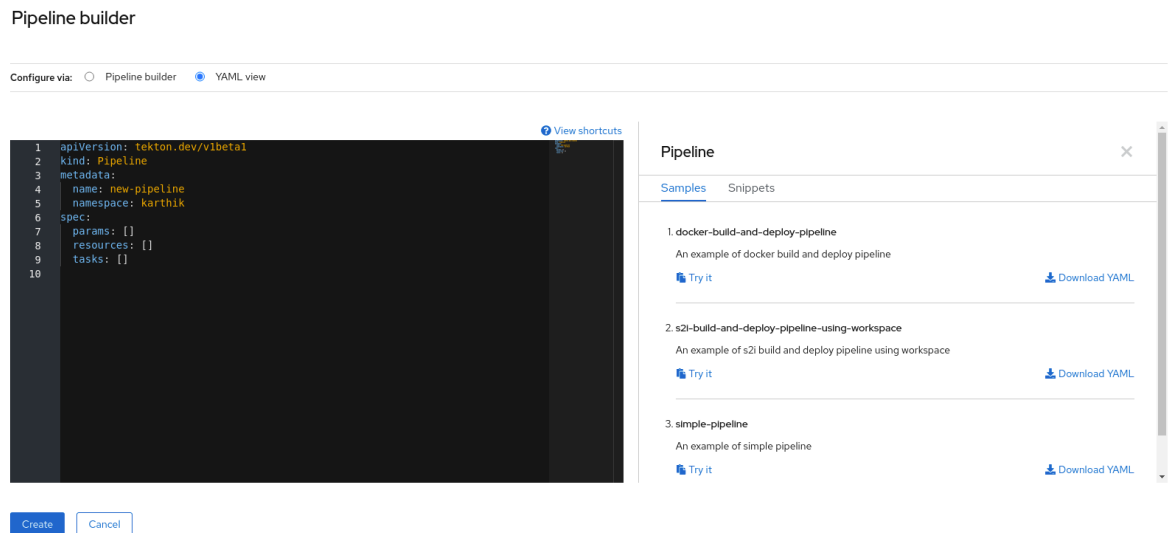 Pipeline builder
Configure via: Pipeline builder YAML view
View shortcuts
1 apiVersion: tekton.dev/v1beta1
2 kind: Pipeline
3 metadata:
4 name: new-pipeline
5 namespace: karthik
6 spec:
7 params: []
8 resources: []
9 tasks: []
10
Pipeline
Samples Snippets
1. docker-build-and-deploy-pipeline
An example of docker build and deploy pipeline
Try it Download YAML
2. s2i-build-and-deploy-pipeline-using-workspace
An example of s2i build and deploy pipeline using workspace
Try it Download YAML
3. simple-pipeline
An example of simple pipeline
Try it Download YAML
Create Cancel